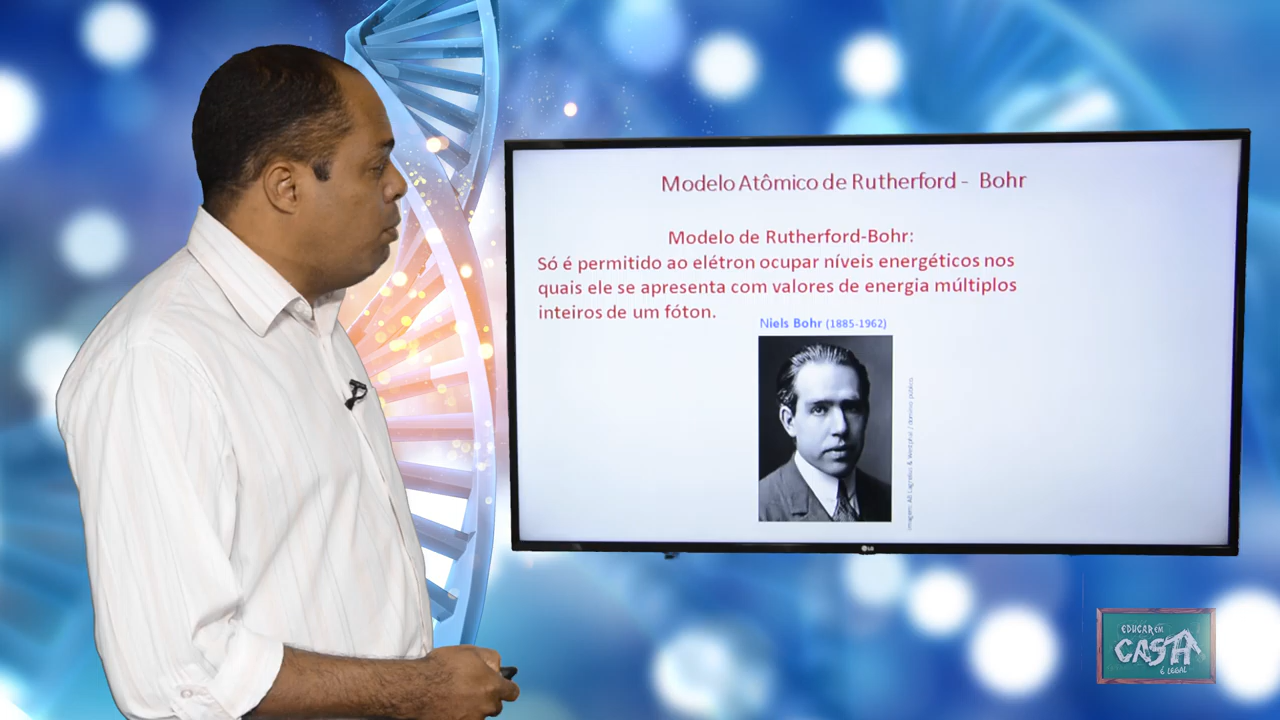 Modelo Atômico de Rutherford - Bohr
Modelo de Rutherford-Bohr:
Só é permitido ao elétron ocupar níveis energéticos nos
quais ele se apresenta com valores de energia múltiplos
inteiros de um fóton.
Niels Bohr (1885-1962)
LG
EDUCAR EM
CASA
É LEGAL